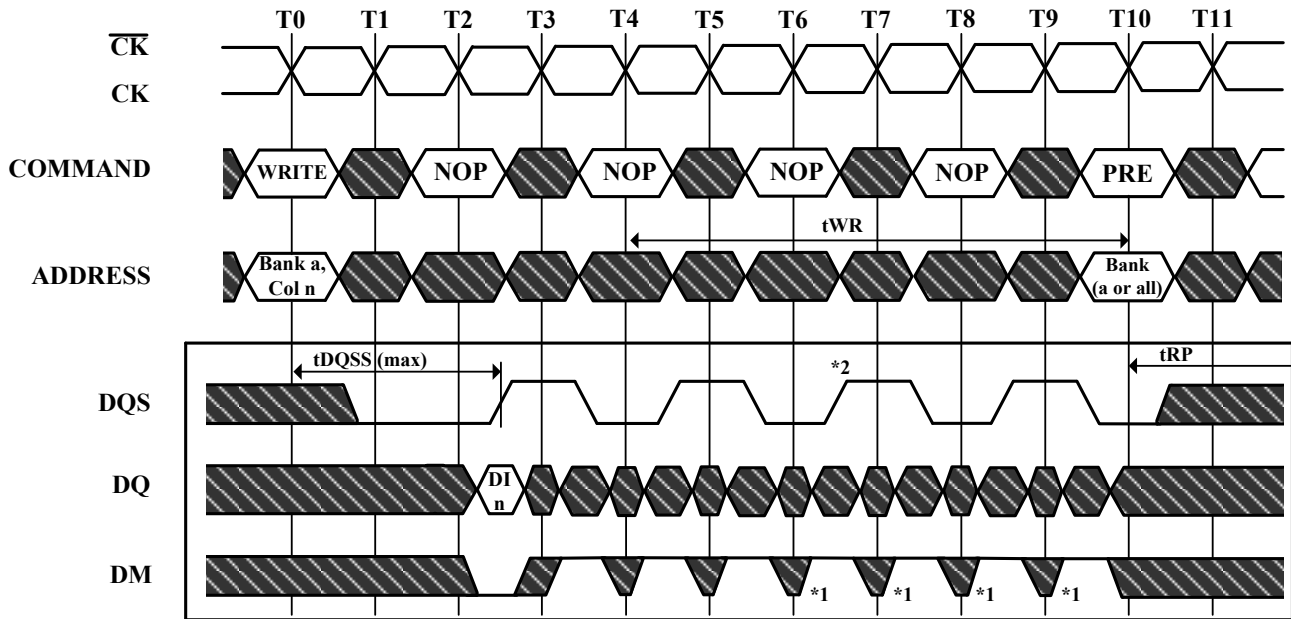 T0 T1 T2 T3 T4 T5 T6 T7 T8 T9 T10 T11
CK
CK
COMMAND WRITE NOP NOP NOP NOP PRE
tWR
ADDRESS Bank a, Col n Bank (a or all)
tDQSS (max) *2 tRP
DQS
DQ DI n
DM *1 *1 *1 *1